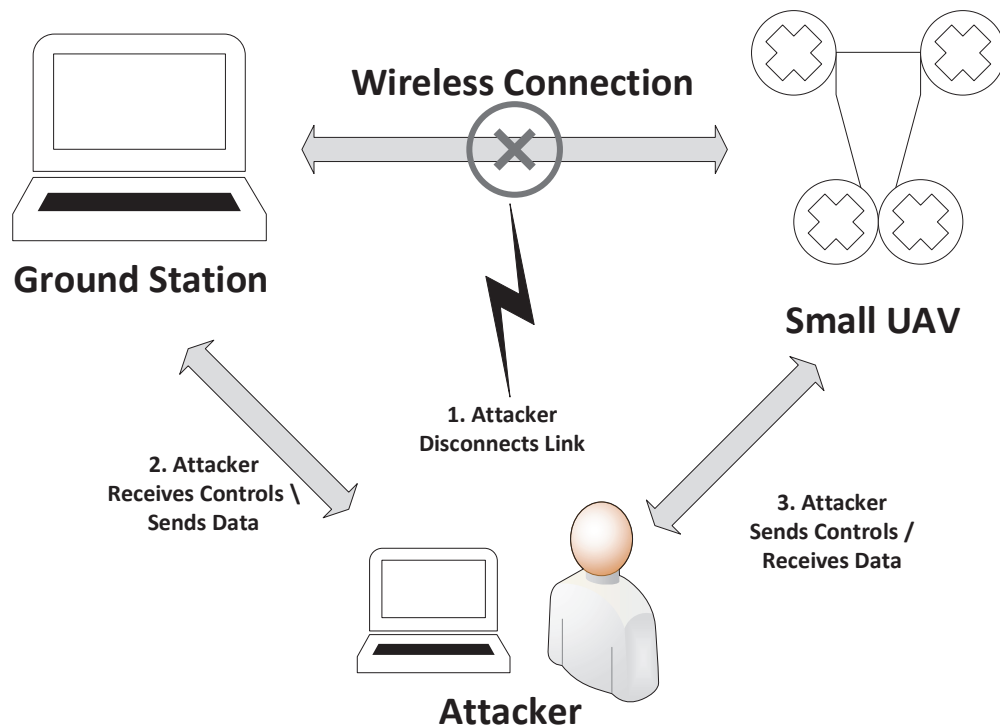 Wireless Connection
Ground Station
Small UAV
1. Attacker
Disconnects Link
2. Attacker
Receives Controls \
Sends Data
3. Attacker
Sends Controls /
Receives Data
Attacker